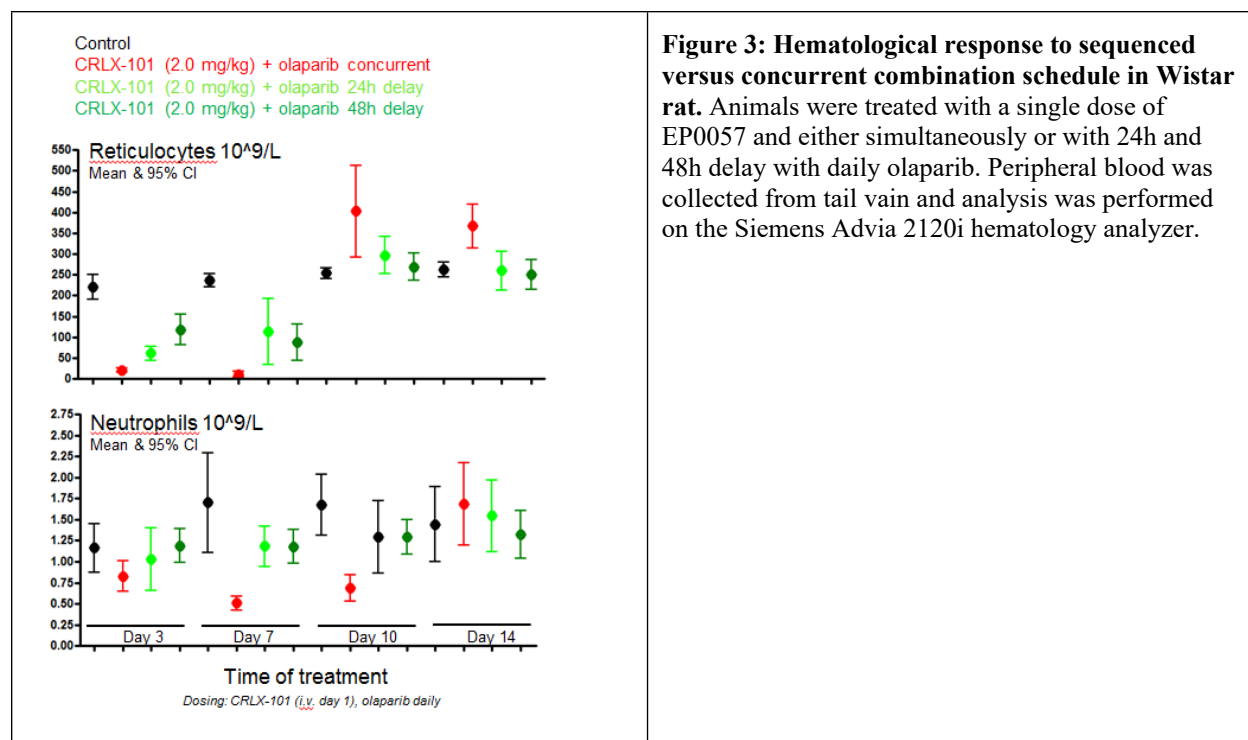 Control
CRLX-101 (2.0 mg/kg) + olaparib concurrent
CRLX-101 (2.0 mg/kg) + olaparib 24h delay
CRLX-101 (2.0 mg/kg) + olaparib 48h delay
Reticulocytes 10^9/L
Mean & 95% CI
550
500
450
400
350
300
250
200
150
100
50
0
Neutrophils 10^9/L
Mean & 95% CI
2.75
2.50
2.25
2.00
1.75
1.50
1.25
1.00
0.75
0.50
0.25
0.00
Day 3 Day 7 Day 10 Day 14
Time of treatment
Dosing: CRLX-101 (i.v. day 1), olaparib daily
Figure 3: Hematological response to sequenced
versus concurrent combination schedule in Wistar
rat. Animals were treated with a single dose of
EP0057 and either simultaneously or with 24h and
48h delay with daily olaparib. Peripheral blood was
collected from tail vain and analysis was performed
on the Siemens Advia 2120i hematology analyzer.